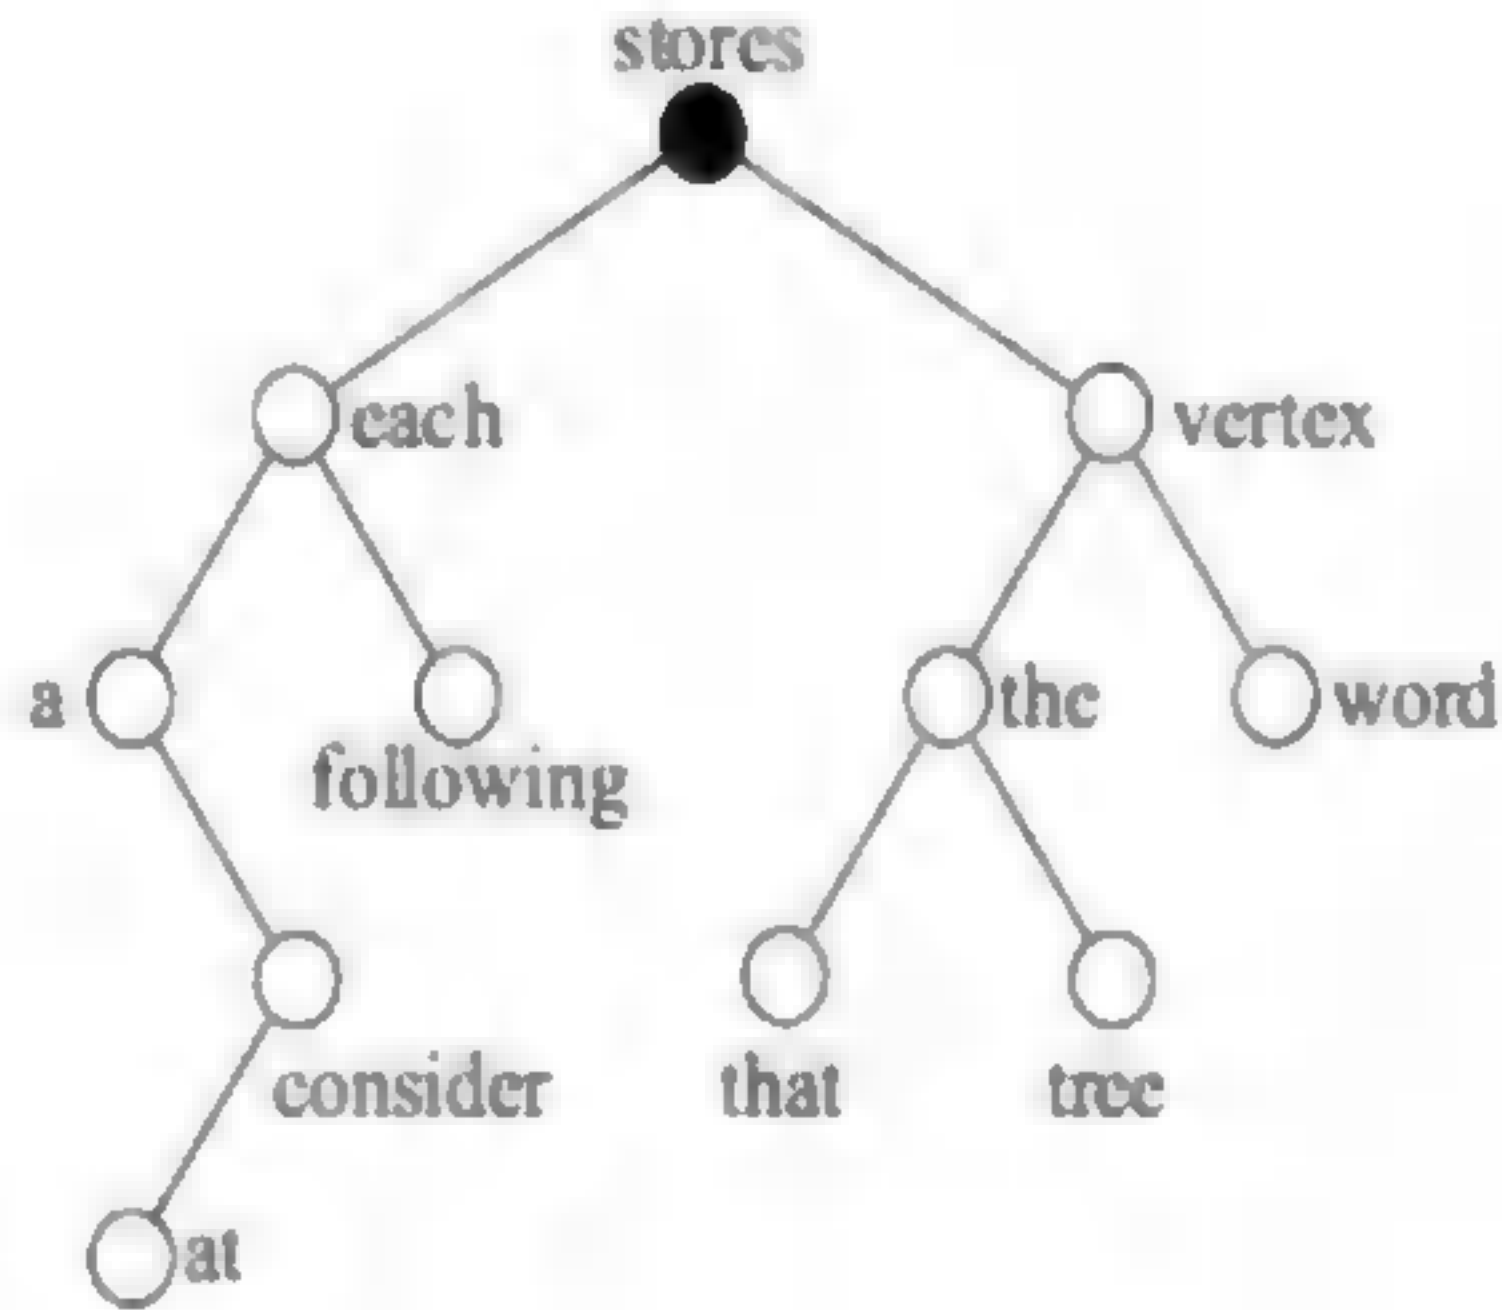 stores
each
vertex
a
the
word
following
consider
that
tree
at